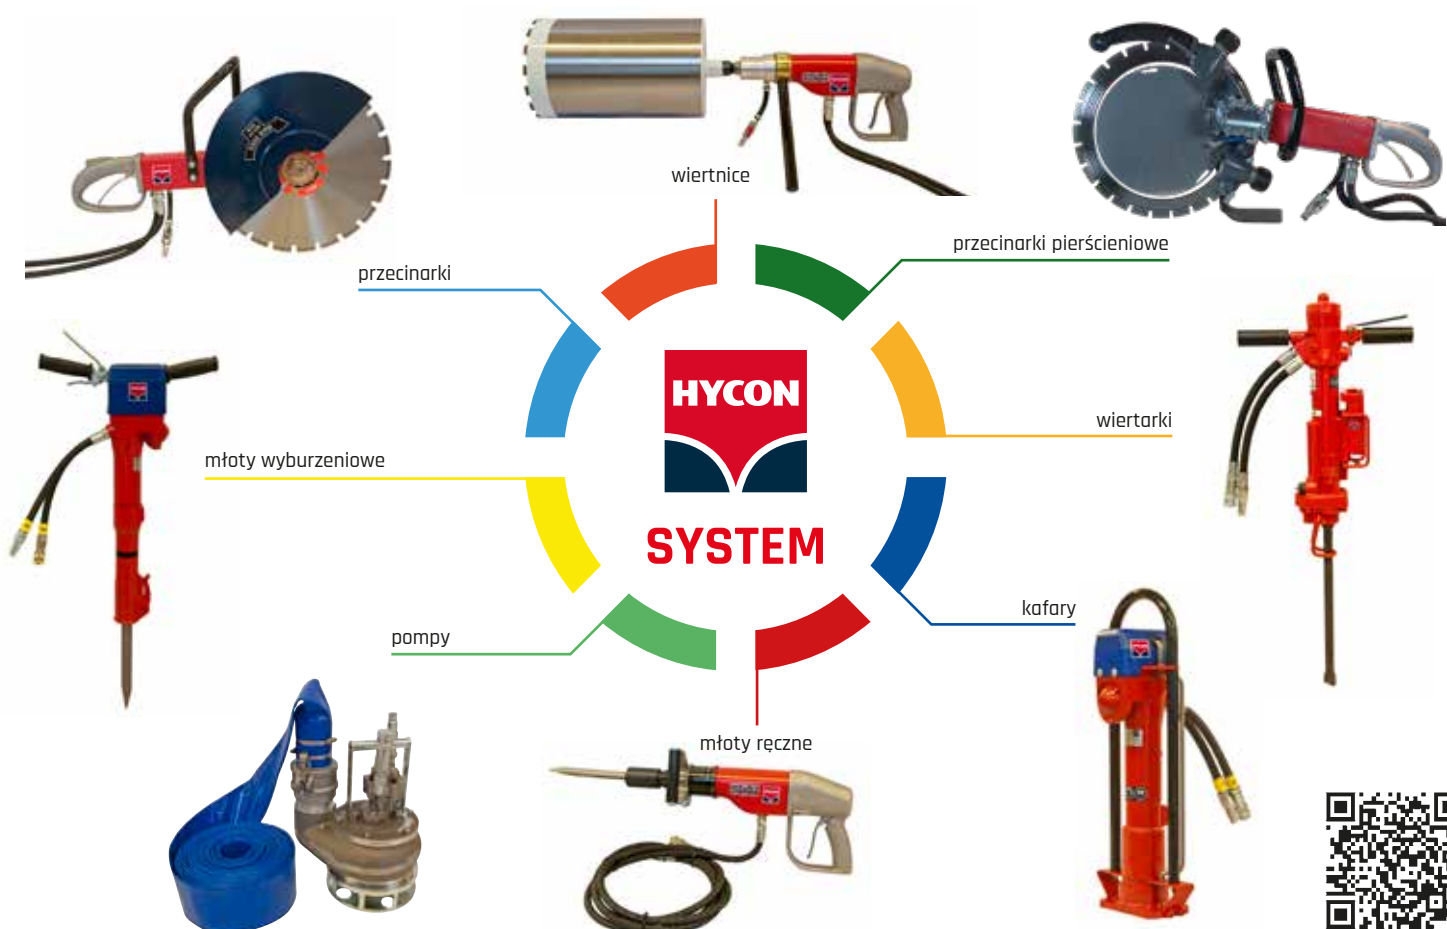 wiertnice
przecinarki pierścieniowe
przecinarki
HYCON
wiertarki
młoty wyburzeniowe
SYSTEM
kafary
pompy
młoty ręczne